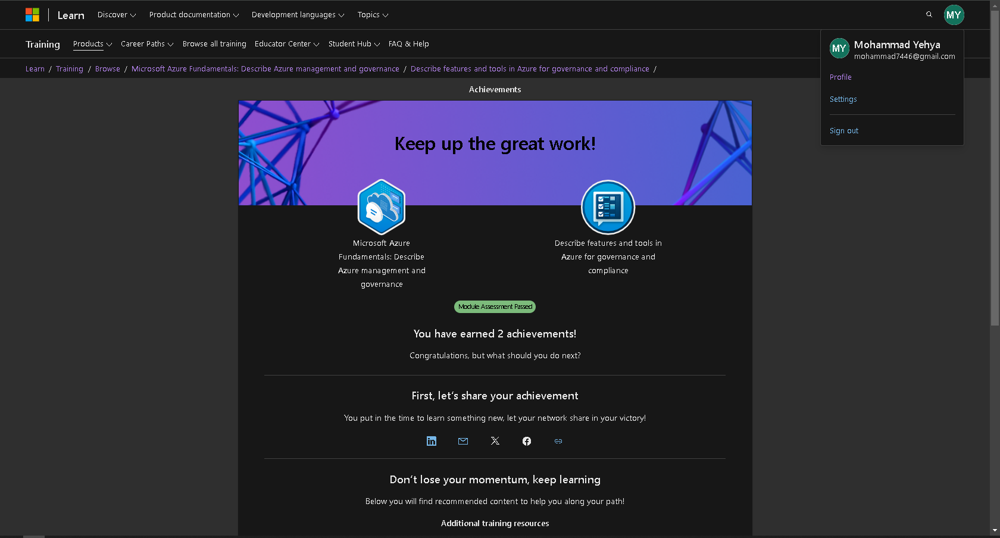 Learn Discover Product documentation Development languages Topics MY
Training Products Career Paths Browse all training Educator Center Student Hub FAQ & Help
MY Mohammad Yehya
mohammad7446@gmail.com
Profile
Settings
Sign out
Learn / Training / Browse / Microsoft Azure Fundamentals: Describe Azure management and governance / Describe features and tools in Azure for governance and compliance /
Achievements
Keep up the great work!
Microsoft Azure
Fundamentals: Describe
Azure management and
governance
Describe features and tools in
Azure for governance and
compliance
Module Assessment Passed
You have earned 2 achievements!
Congratulations, but what should you do next?
First, let's share your achievement
You put in the time to learn something new, let your network share in your victory!
Don't lose your momentum, keep learning
Below you will find recommended content to help you along your path!
Additional training resources